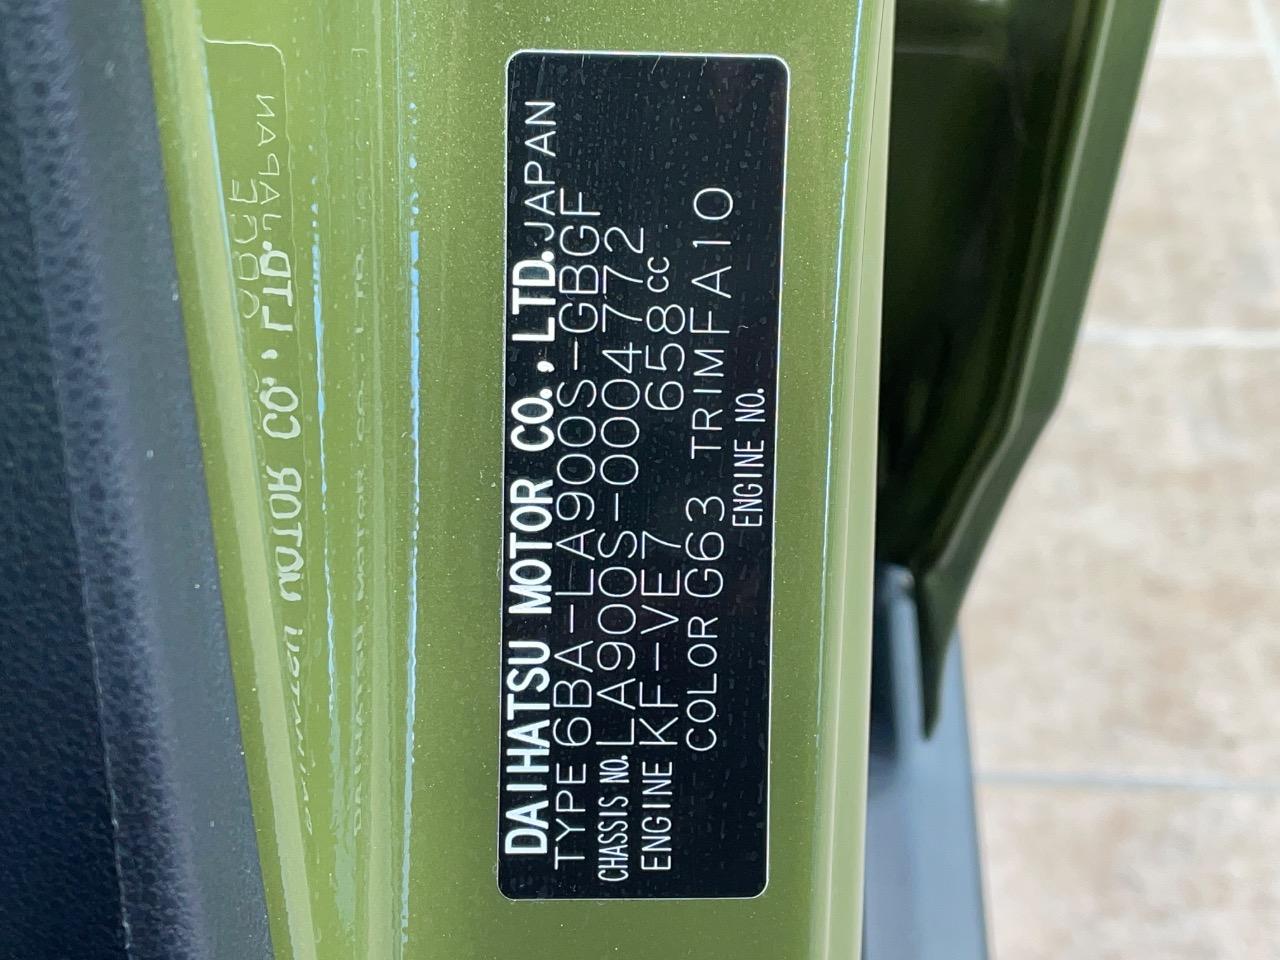 DAIHATSU MOTOR CO., LTD. JAPAN
TYPE 6BA-LA900S-GBGF
CHASSIS NO. LA900S-0004772
ENGINE KF-VE7 658cc
COLOR G63 TRIM FA10
ENGINE NO.